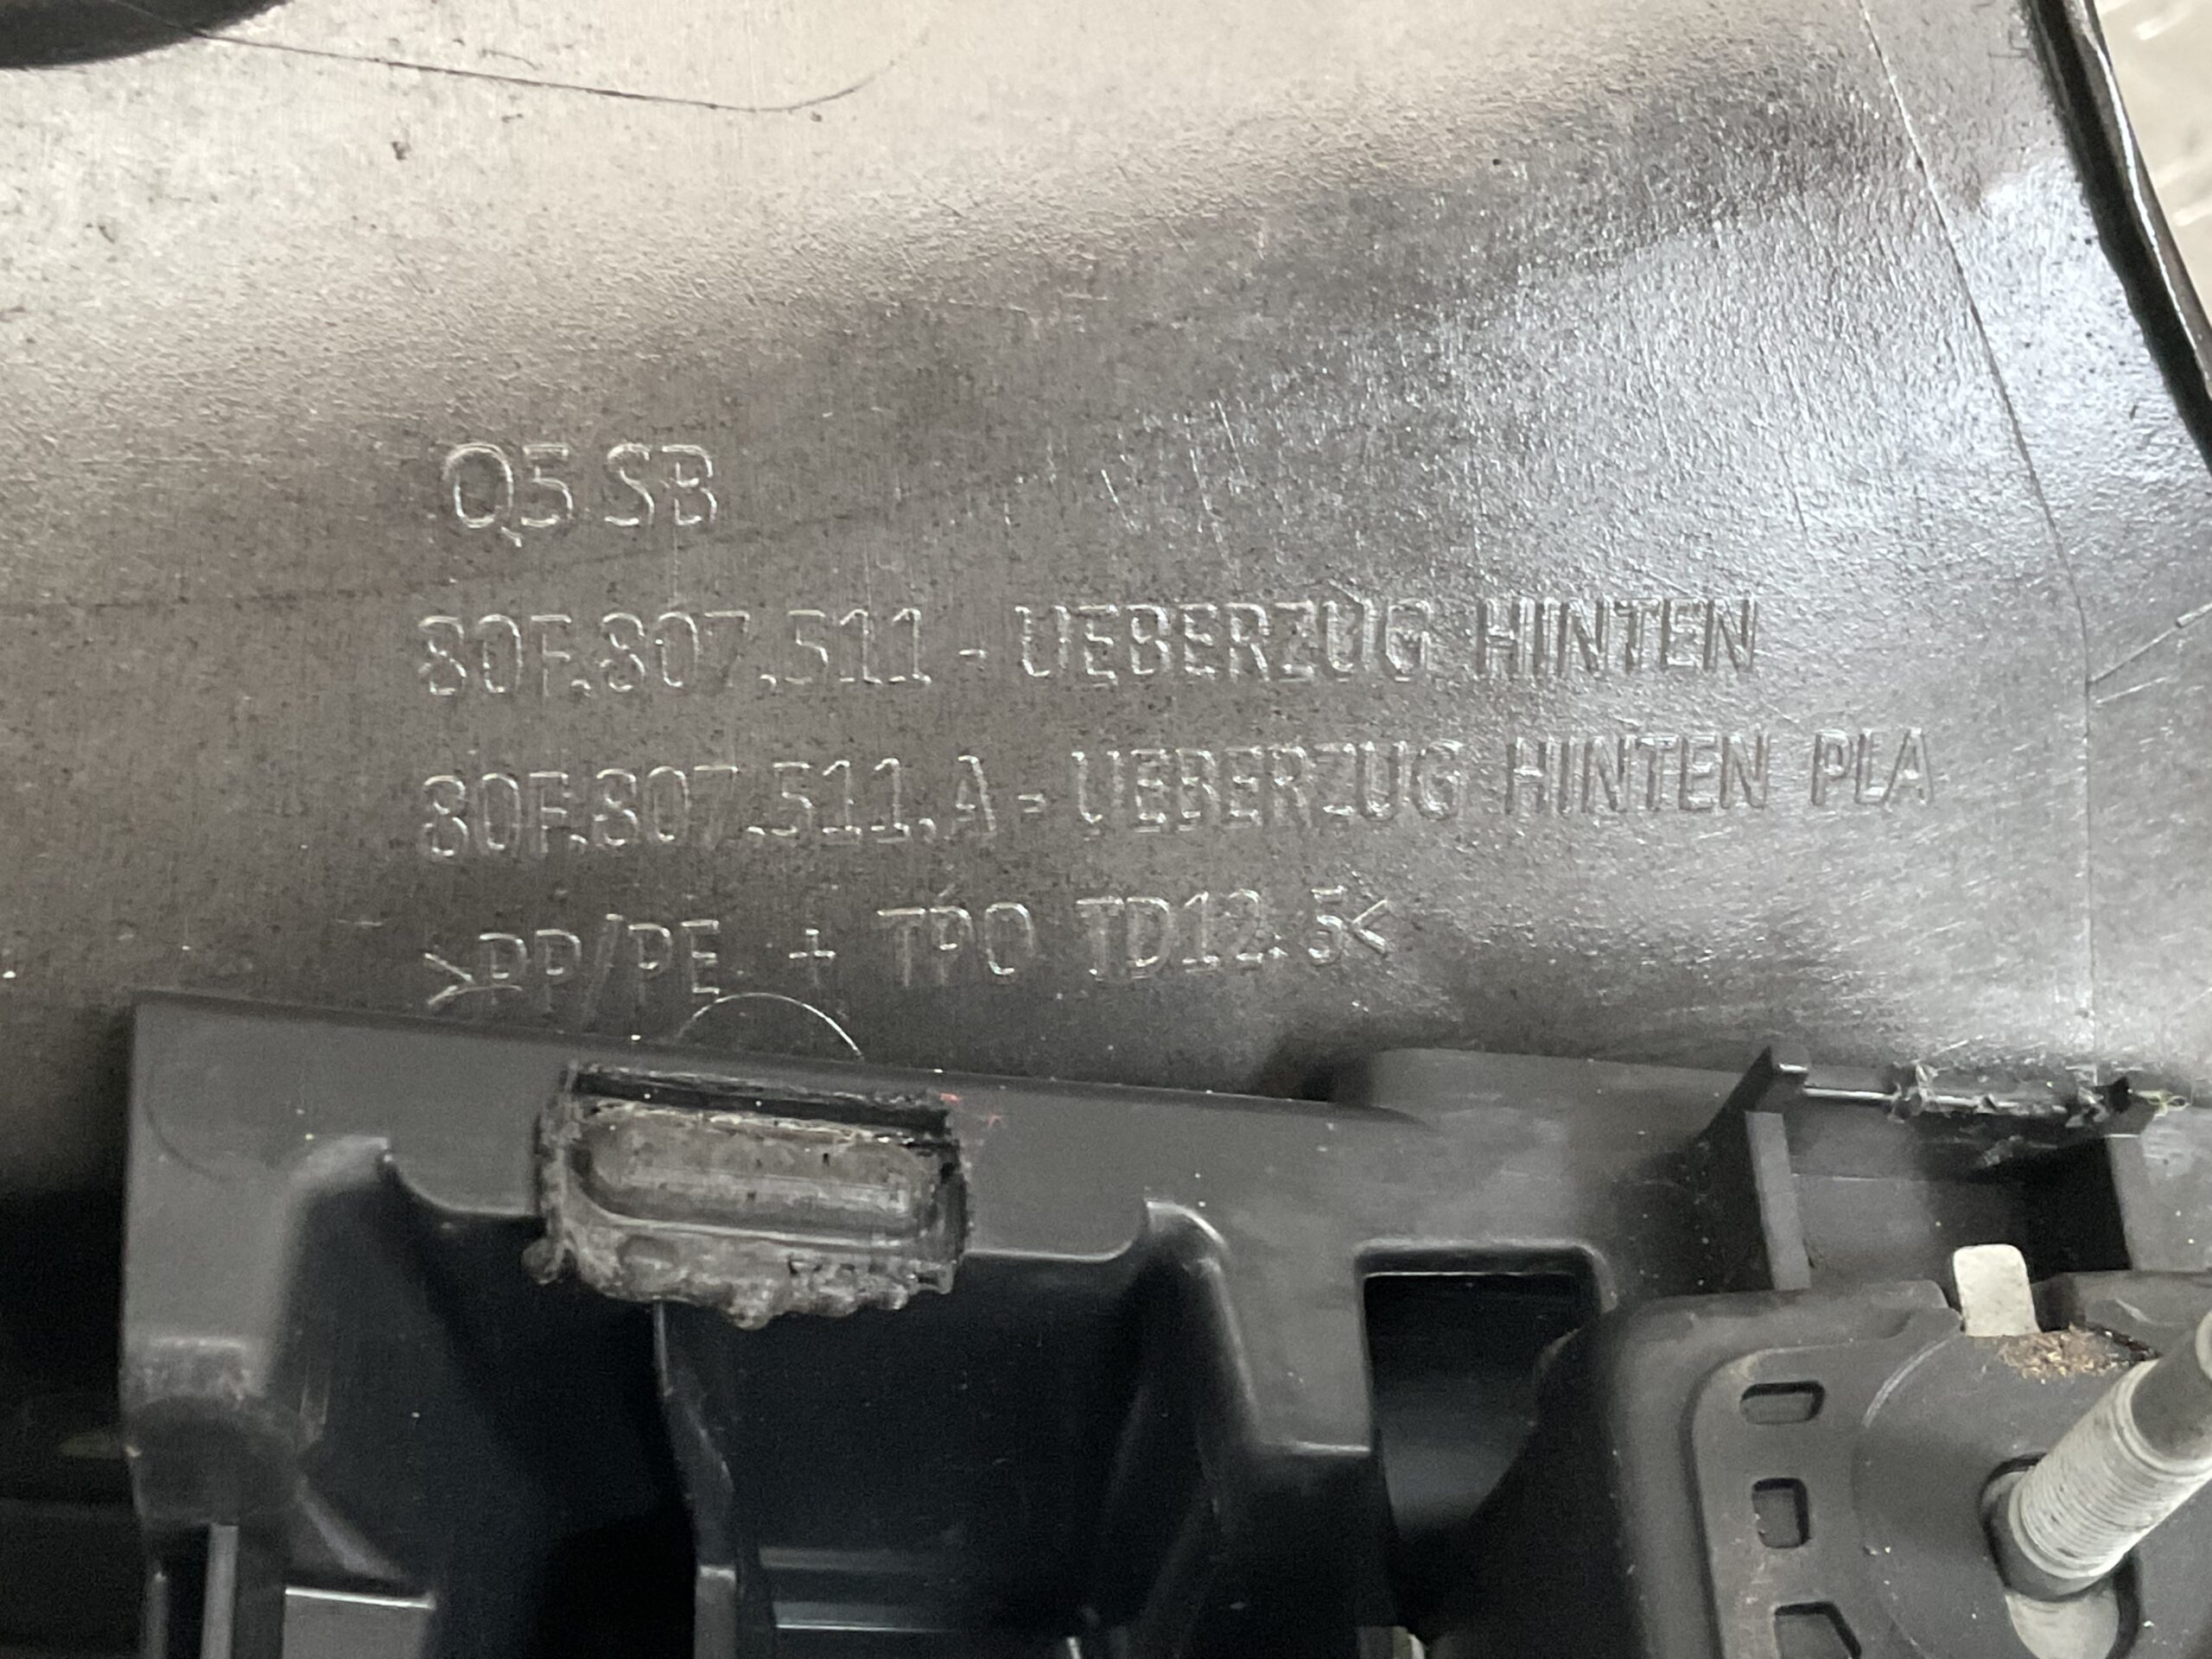 Q5 SB
80F.807.511 - UEBERZUG HINTEN
80F.807.511.A - UEBERZUG HINTEN PLA
>PP/PE + TPO TD12.5<